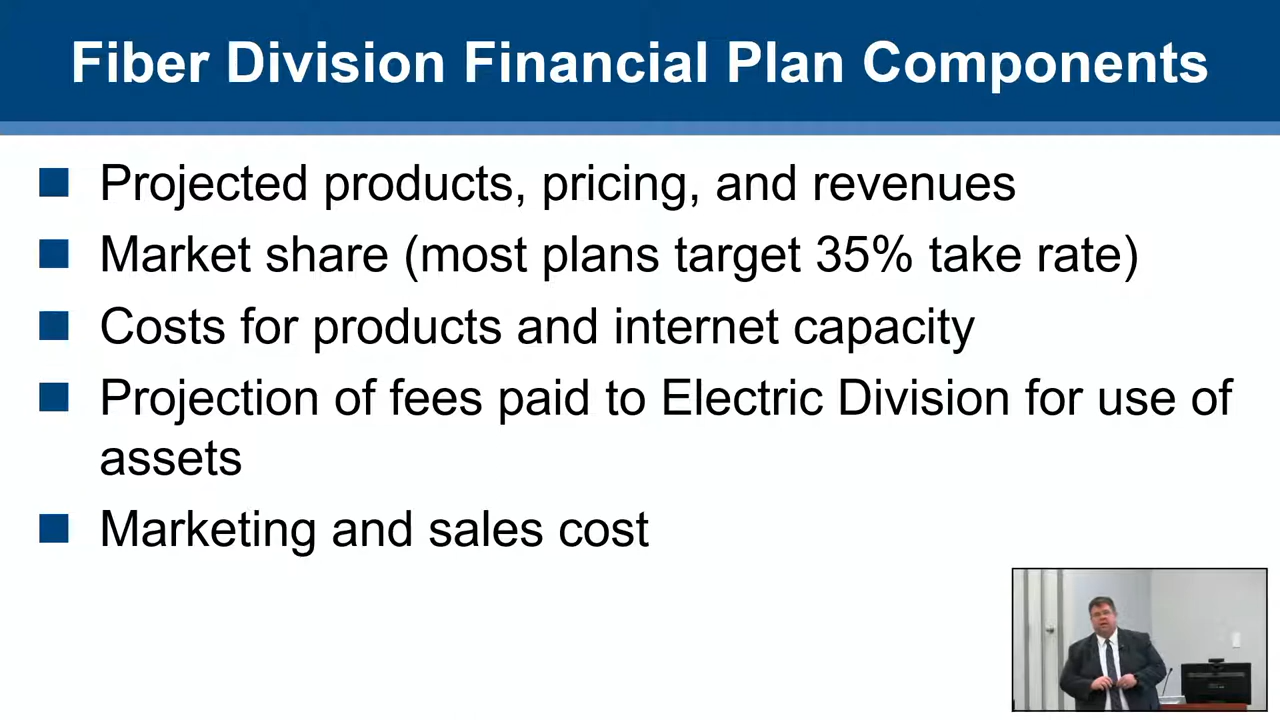 Fiber Division Financial Plan Components
Projected products, pricing, and revenues
Market share (most plans target 35% take rate)
Costs for products and internet capacity
Projection of fees paid to Electric Division for use of
assets
Marketing and sales cost